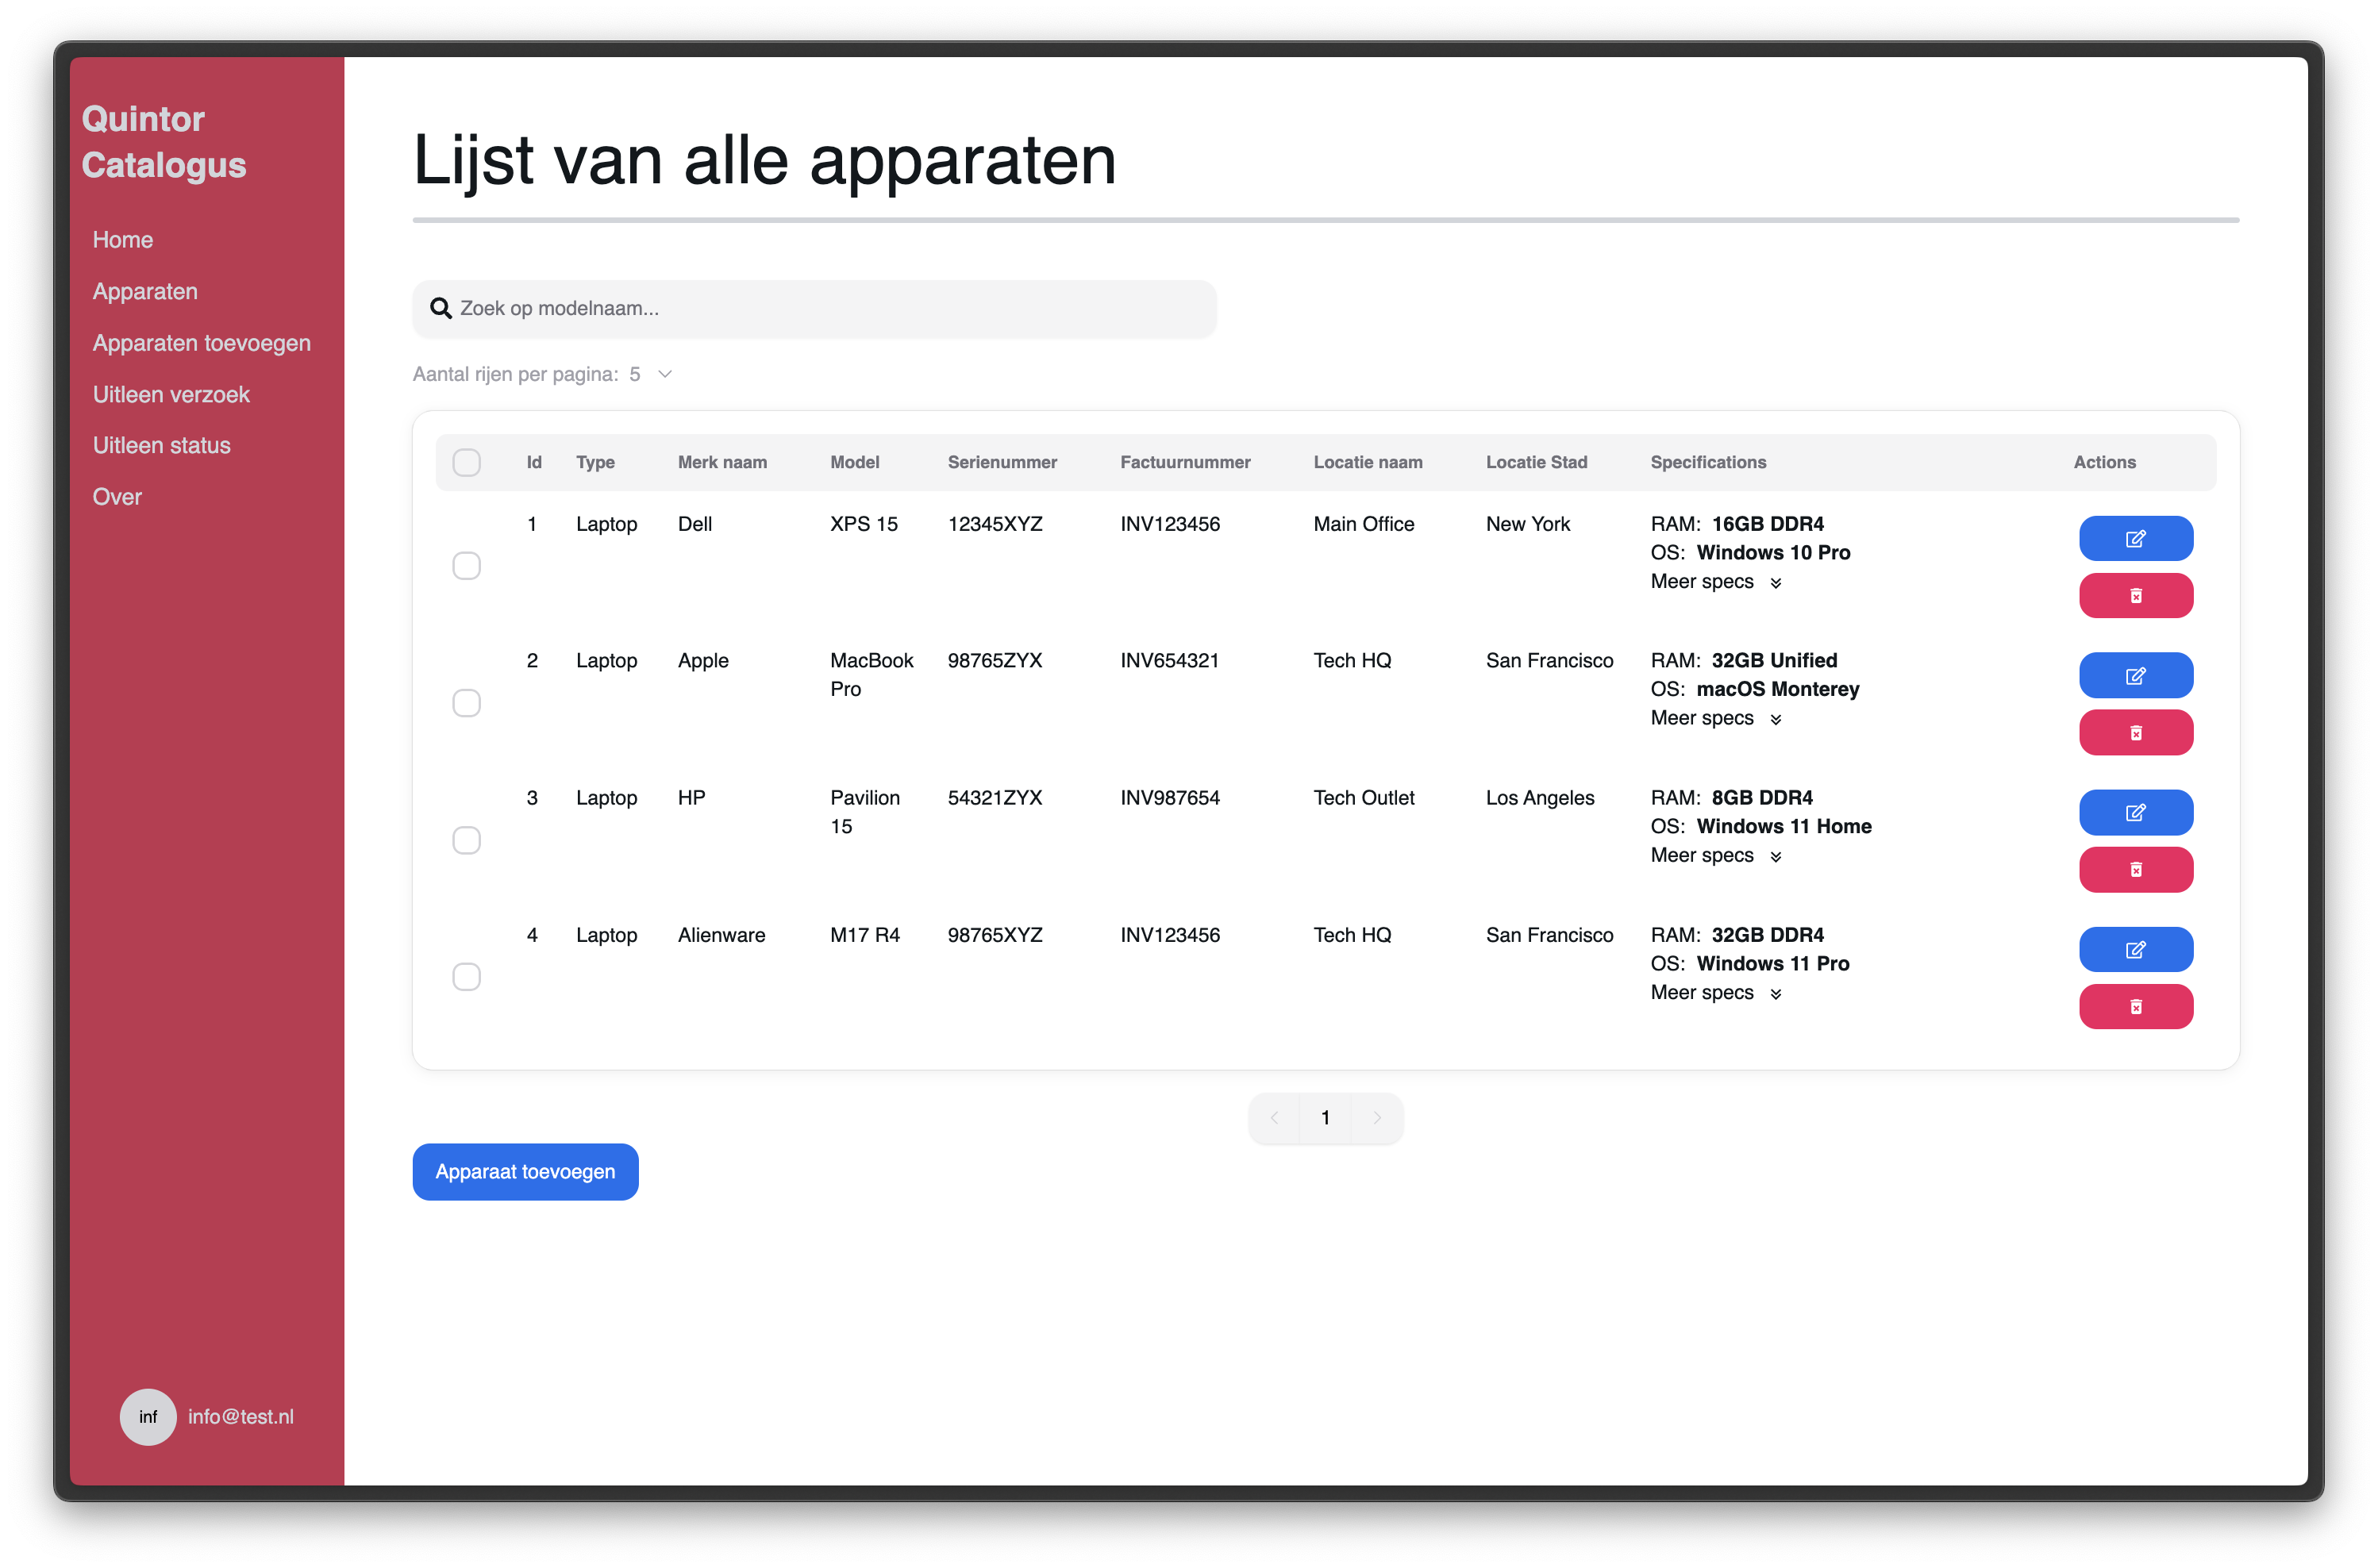 Quintor
Catalogus
Home
Apparaten
Apparaten toevoegen
Uitleen verzoek
Uitleen status
Over
inf info@test.nl
Lijst van alle apparaten
Zoek op modelnaam...
Aantal rijen per pagina: 5
Id Type Merk naam Model Serienummer Factuurnummer Locatie naam Locatie Stad Specifications Actions
1 Laptop Dell XPS 15 12345XYZ INV123456 Main Office New York RAM: 16GB DDR4
OS: Windows 10 Pro
Meer specs
2 Laptop Apple MacBook 98765ZYX INV654321 Tech HQ San Francisco RAM: 32GB Unified
Pro OS: macOS Monterey
Meer specs
3 Laptop HP Pavilion 54321ZYX INV987654 Tech Outlet Los Angeles RAM: 8GB DDR4
15 OS: Windows 11 Home
Meer specs
4 Laptop Alienware M17 R4 98765XYZ INV123456 Tech HQ San Francisco RAM: 32GB DDR4
OS: Windows 11 Pro
Meer specs
1
Apparaat toevoegen